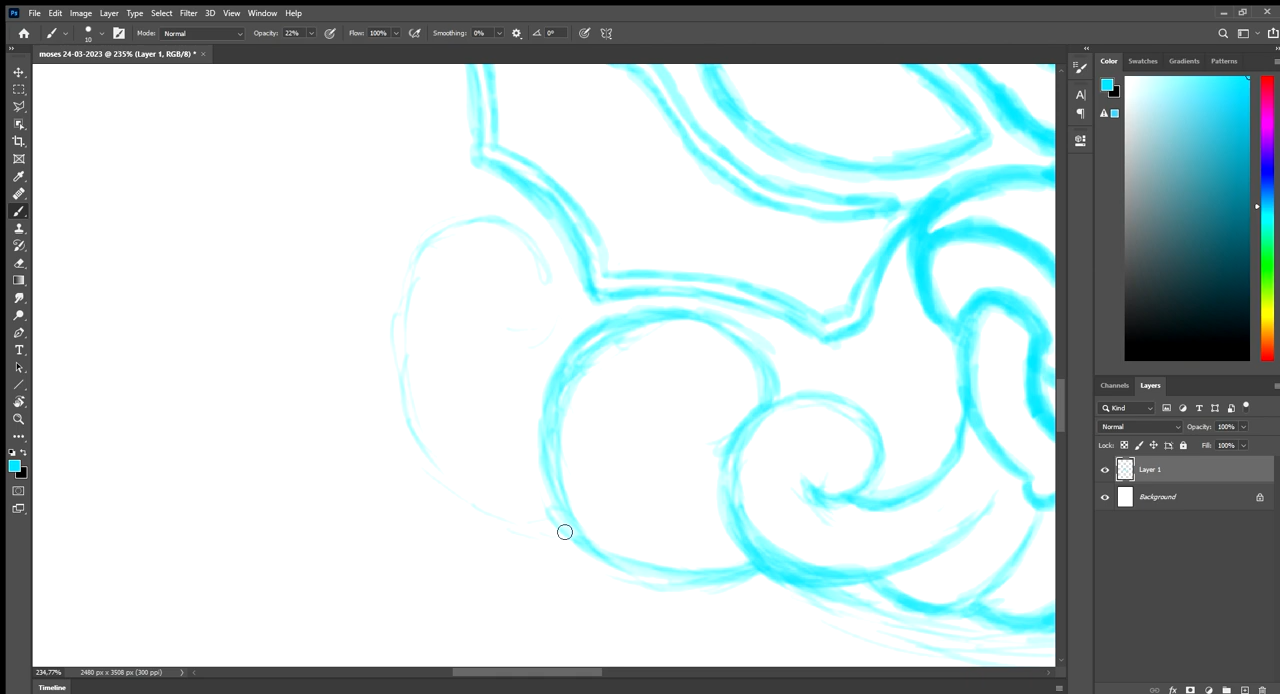 Ps File Edit Image Layer Type Select Filter 3D View Window Help
10 Mode: Normal Opacity: 22% Flow: 100% Smoothing: 0% 0°
moses 24-03-2023 @ 235% (Layer 1, RGB/8) * ×
Color Swatches Gradients Patterns
Channels Layers
Kind
Normal Opacity: 100%
Lock: Fill: 100%
Layer 1
Background
234,77% 2480 px x 3508 px (300 ppi)
Timeline